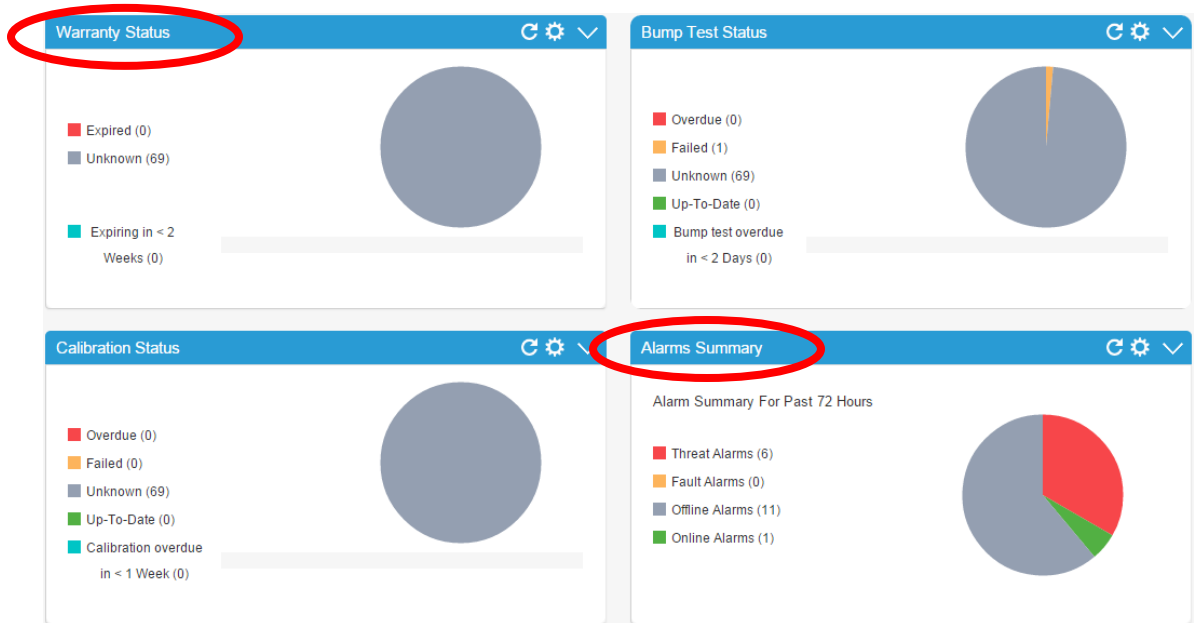 Warranty Status
Expired (0)
Unknown (69)
Expiring in < 2
Weeks (0)
Bump Test Status
Overdue (0)
Failed (1)
Unknown (69)
Up-To-Date (0)
Bump test overdue
in < 2 Days (0)
Calibration Status
Overdue (0)
Failed (0)
Unknown (69)
Up-To-Date (0)
Calibration overdue
in < 1 Week (0)
Alarms Summary
Alarm Summary For Past 72 Hours
Threat Alarms (6)
Fault Alarms (0)
Offline Alarms (11)
Online Alarms (1)